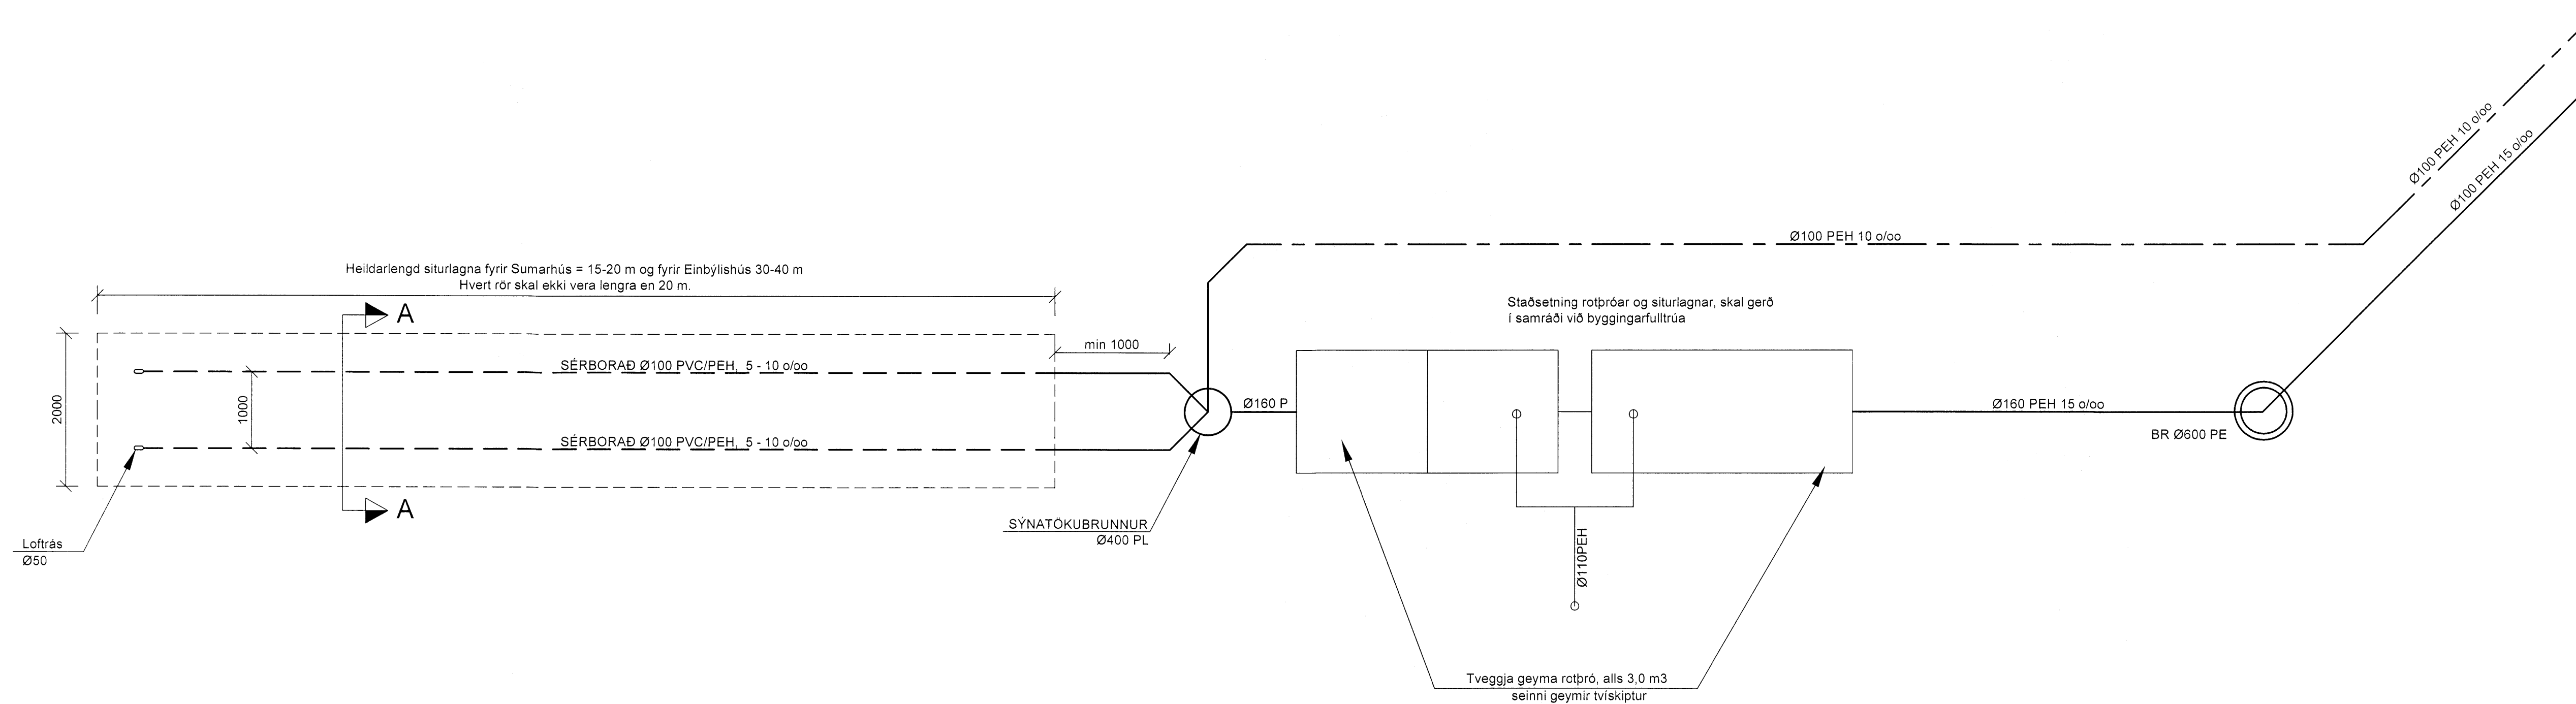 Ø100 PEH 10 o/oo
Ø100 PEH 15 o/oo
Ø100 PEH 10 o/oo
Heildarlengd siturlagna fyrir Sumarhús = 15-20 m og fyrir Einbýlishús 30-40 m
Hvert rör skal ekki vera lengra en 20 m.
A
Staðsetning rotþróar og siturlagnar, skal gerð
í samráði við byggingarfulltrúa
min 1000
SÉRBORAÐ Ø100 PVC/PEH, 5 - 10 o/oo
2000
1000
Ø160 P
Ø160 PEH 15 o/oo
BR Ø600 PE
SÉRBORAÐ Ø100 PVC/PEH, 5 - 10 o/oo
A
SÝNATÖKUBRUNNUR
Ø400 PL
Loftrás
Ø50
Ø110PEH
Tveggja geyma rotþró, alls 3,0 m3
seinni geymir tvískiptur